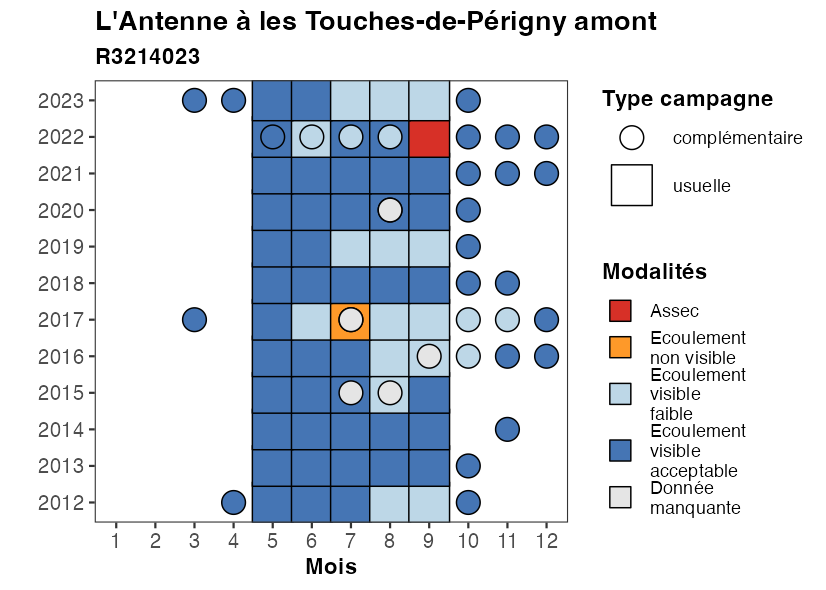 L'Antenne à les Touches-de-Périgny amont
R3214023
2023
2022
2021
2020
2019
2018
2017
2016
2015
2014
2013
2012
1 2 3 4 5 6 7 8 9 10 11 12
Mois
Type campagne
complémentaire
usuelle
Modalités
Assec
Ecoulement
non visible
Ecoulement
visible
faible
Ecoulement
visible
acceptable
Donnée
manquante